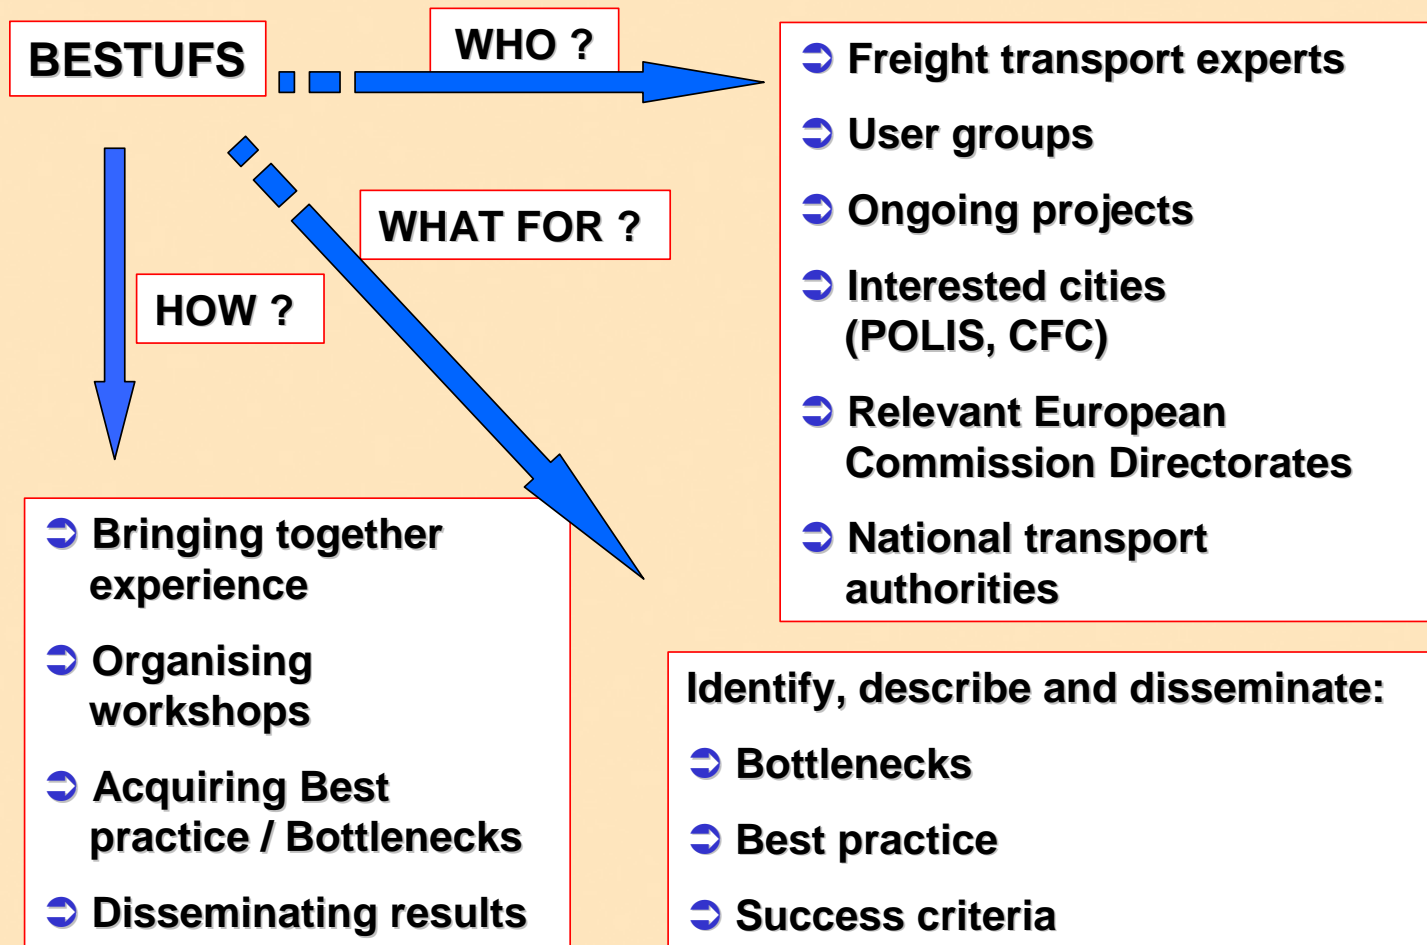 BESTUFS
WHO ?
WHAT FOR ?
HOW ?
Freight transport experts
User groups
Ongoing projects
Interested cities
(POLIS, CFC)
Relevant European
Commission Directorates
National transport
authorities
Bringing together
experience
Organising
workshops
Acquiring Best
practice / Bottlenecks
Disseminating results
Identify, describe and disseminate:
Bottlenecks
Best practice
Success criteria